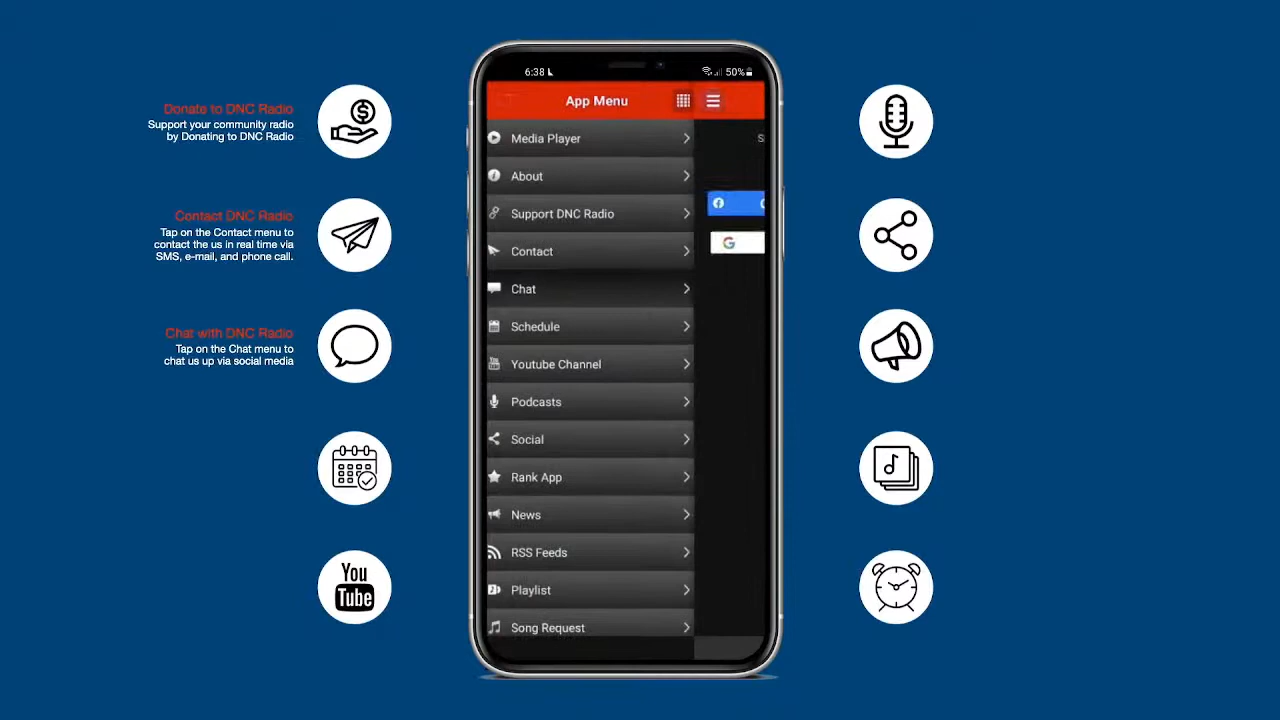 Donate to DNC Radio
Support your community radio
by Donating to DNC Radio
Contact DNC Radio
Tap on the Contact menu to
contact the us in real time via
SMS, e-mail, and phone call.
Chat with DNC Radio
Tap on the Chat menu to
chat us up via social media
You
Tube
6:38
50%
App Menu
Media Player
S
About
Support DNC Radio
Contact
Chat
Schedule
Youtube Channel
Podcasts
Social
Rank App
News
RSS Feeds
Playlist
Song Request